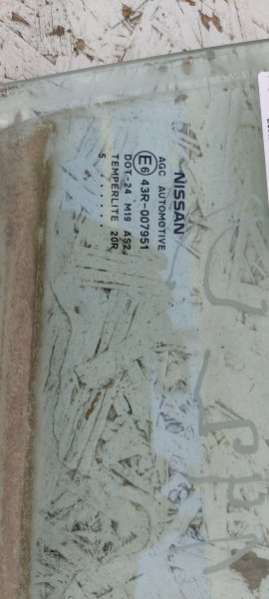 NISSAN
AGC AUTOMOTIVE
E6 43R-007951
DOT-24 M19 AS2
TEMPERLITE 20R
5 .......